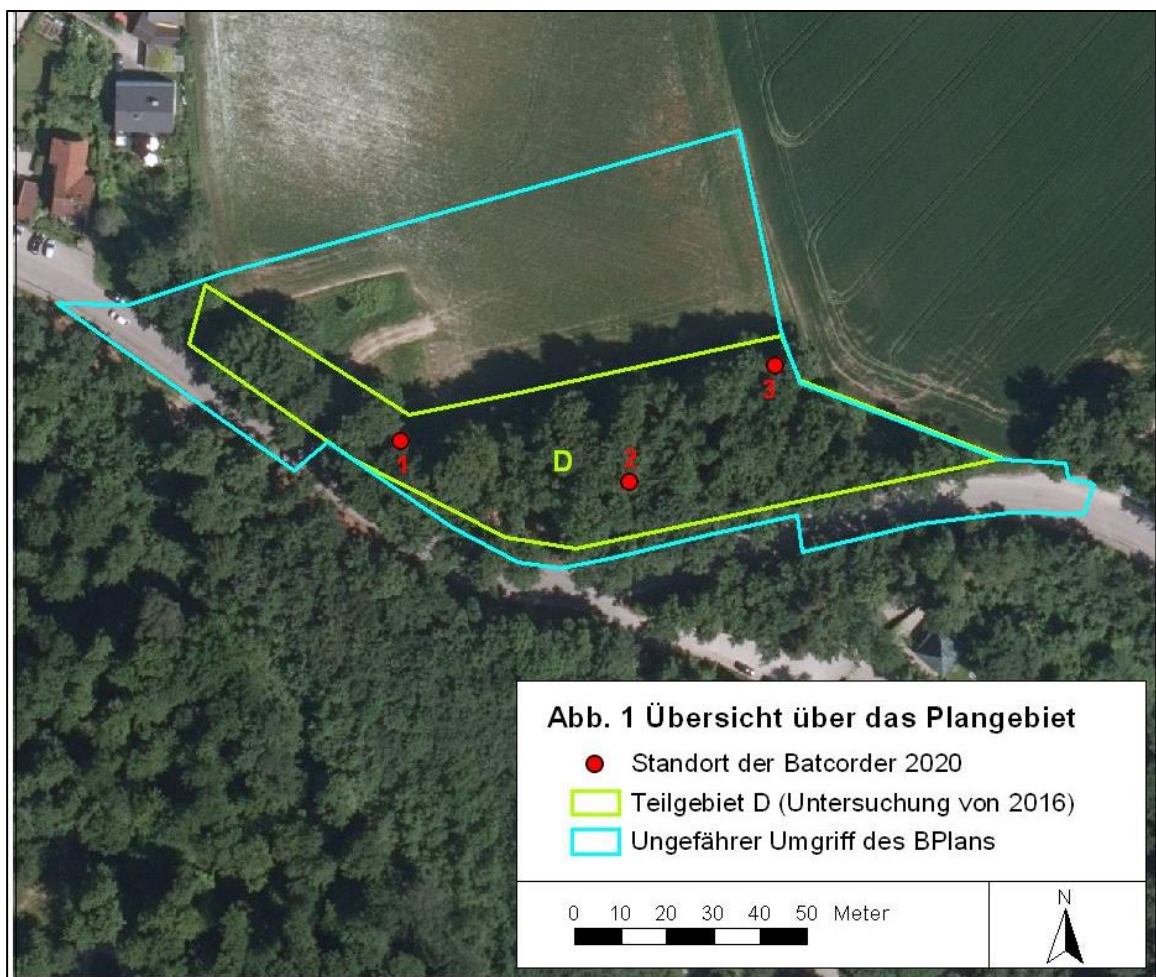 3
1
D
2
Abb. 1 Übersicht über das Plangebiet
Standort der Batcorder 2020
Teilgebiet D (Untersuchung von 2016)
Ungefährer Umgriff des BPlans
0 10 20 30 40 50 Meter
N